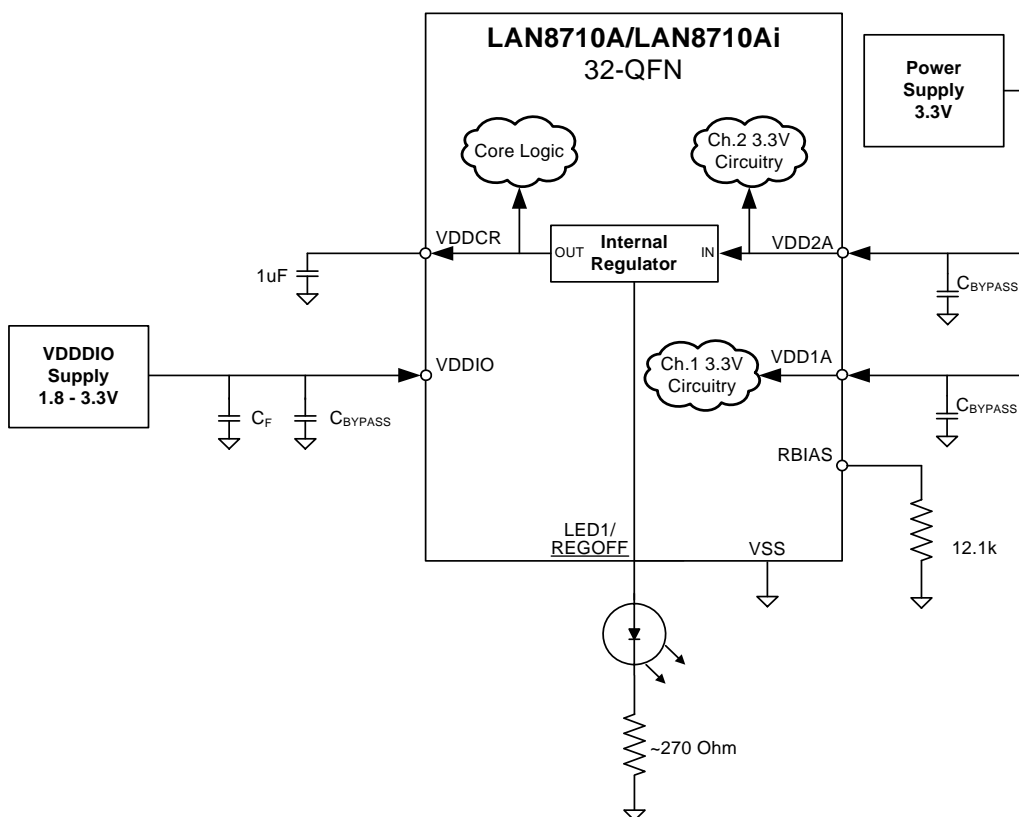 LAN8710A/LAN8710Ai
32-QFN
Power
Supply
3.3V
Core Logic
Ch.2 3.3V
Circuitry
VDDCR
OUT
Internal
Regulator
IN
VDD2A
1uF
CBYPASS
VDDDIO
Supply
1.8 - 3.3V
VDDIO
CF
CBYPASS
Ch.1 3.3V
Circuitry
VDD1A
CBYPASS
RBIAS
12.1k
LED1/
REGOFF
VSS
~270 Ohm